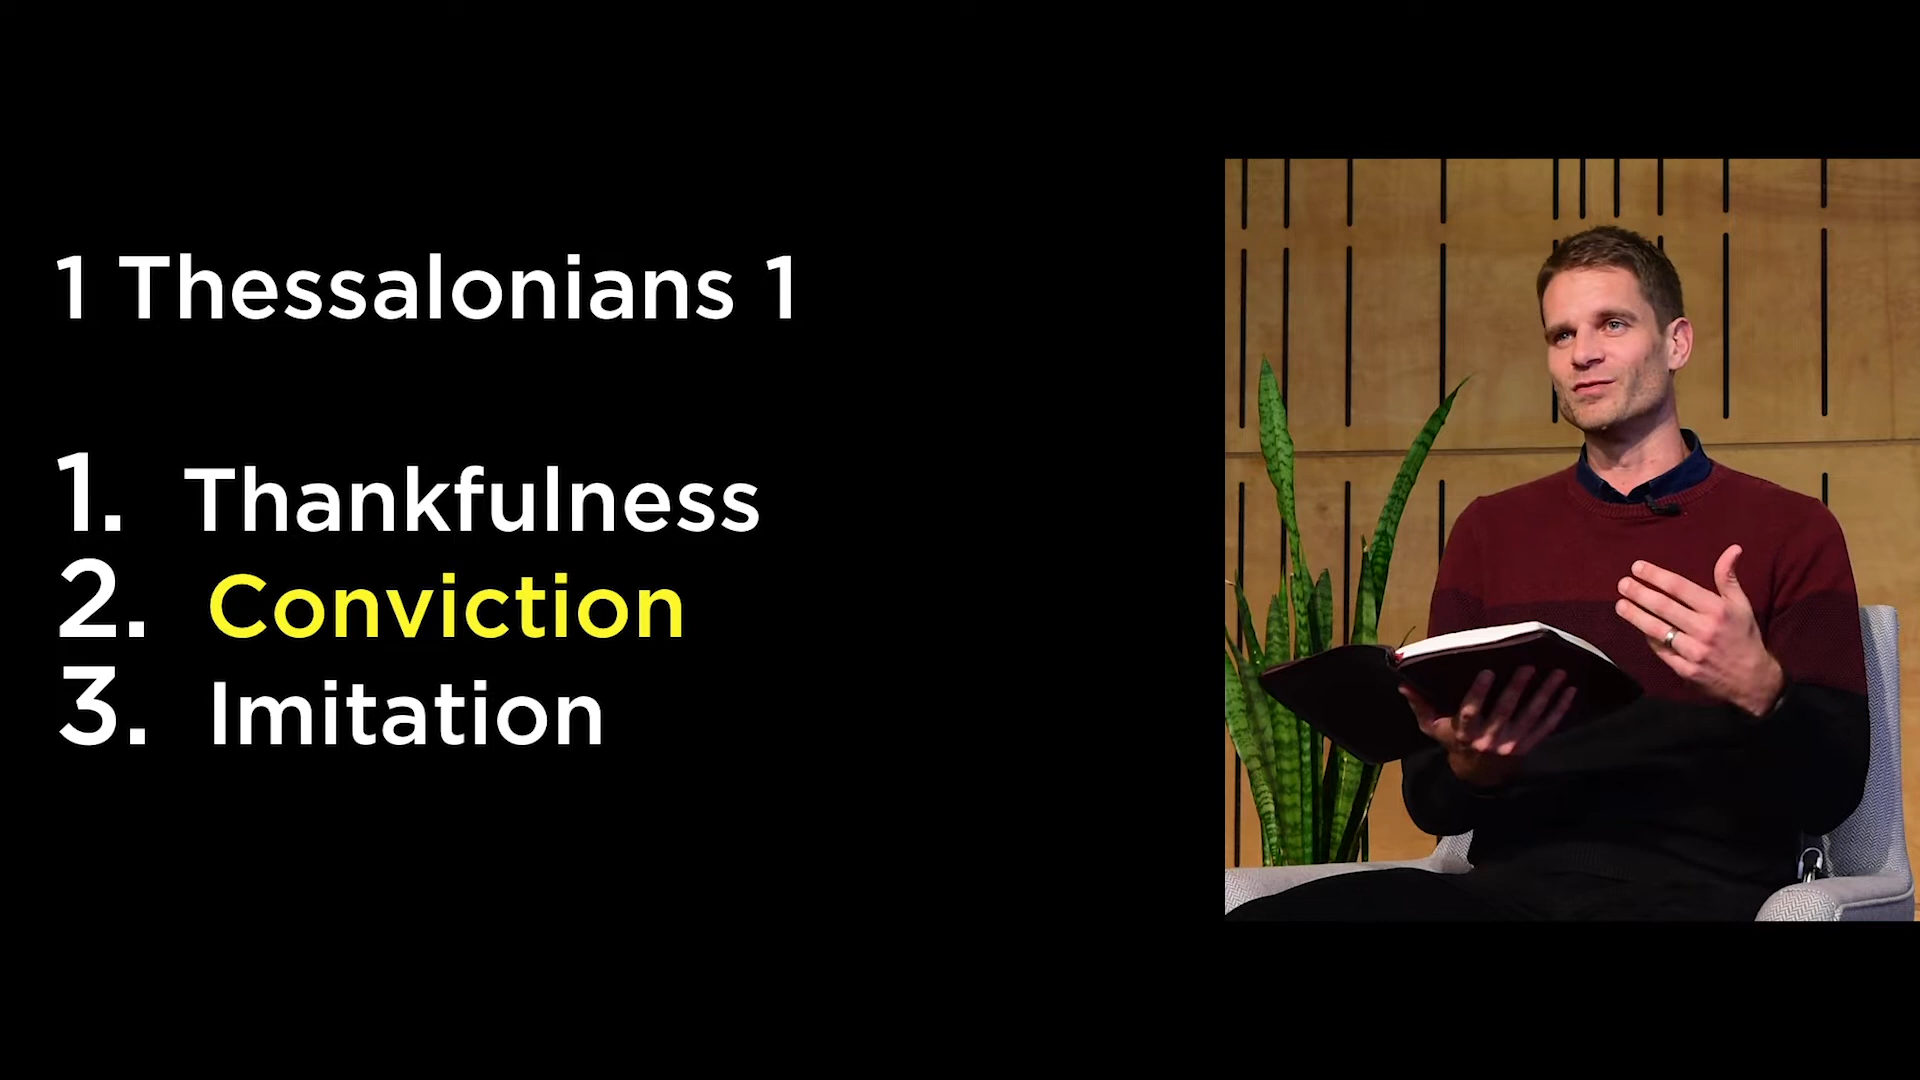 1 Thessalonians 1
1. Thankfulness
2. Conviction
3. Imitation